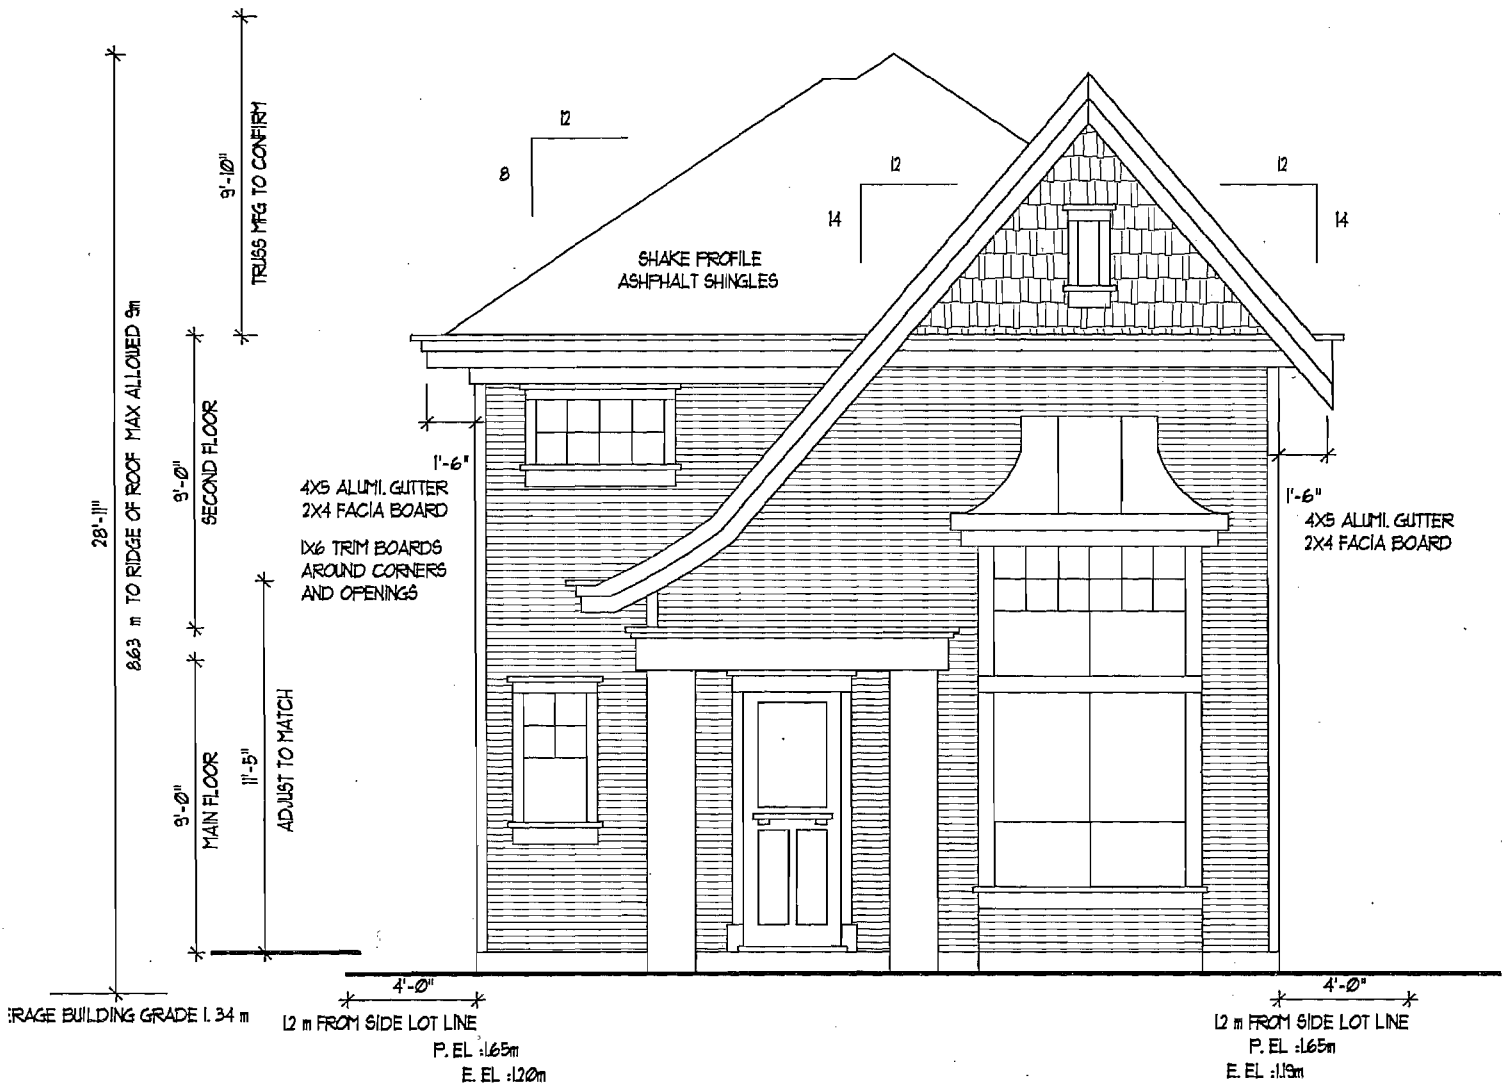 28'-11"
8.63 m TO RIDGE OF ROOF MAX ALLOWED 9m
9'-10"
TRUSS MFG TO CONFIRM
9'-0"
SECOND FLOOR
9'-0"
MAIN FLOOR
11'-5"
ADJUST TO MATCH
12
8
12
14
12
14
SHAKE PROFILE
ASHPHALT SHINGLES
1'-6"
4X5 ALUMI. GUTTER
2X4 FACIA BOARD
1X6 TRIM BOARDS
AROUND CORNERS
AND OPENINGS
1'-6"
4X5 ALUMI. GUTTER
2X4 FACIA BOARD
ERAGE BUILDING GRADE 1.34 m
4'-0"
1.2 m FROM SIDE LOT LINE
P. EL :1.65m
E. EL :1.20m
4'-0"
1.2 m FROM SIDE LOT LINE
P. EL :1.65m
E. EL :1.19m